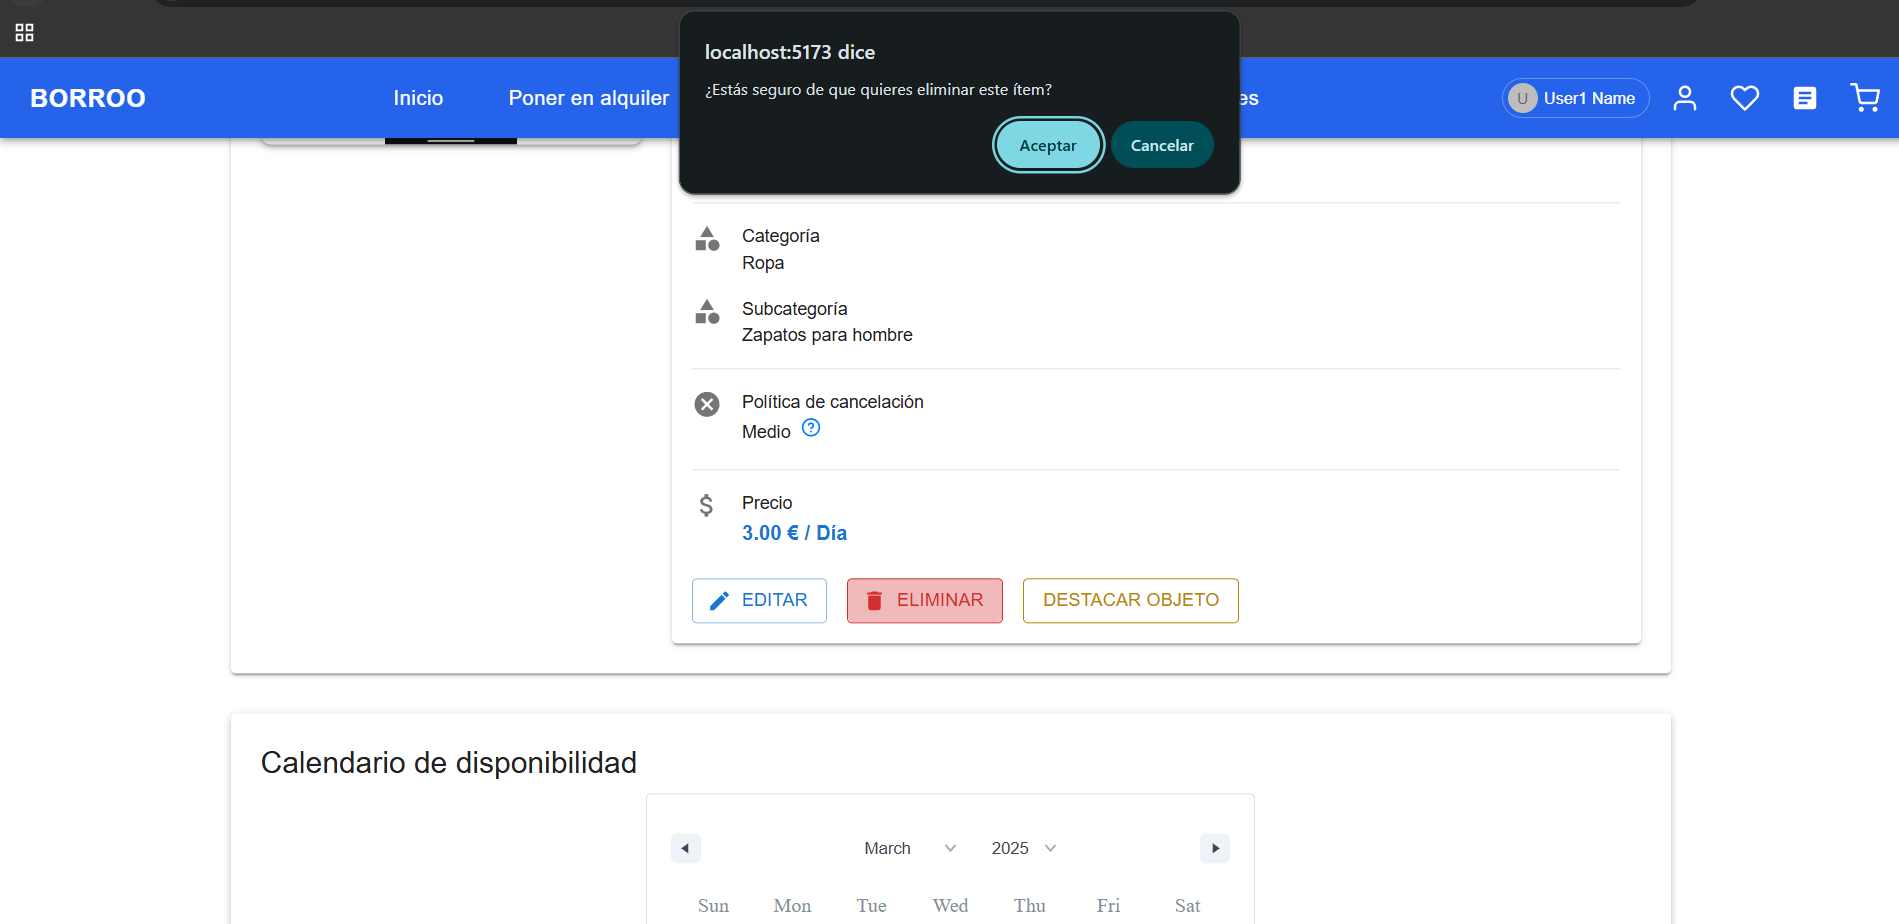 localhost:5173 dice
¿Estás seguro de que quieres eliminar este ítem?
Aceptar Cancelar
BORROO Inicio Poner en alquiler U User1 Name
Categoría
Ropa
Subcategoría
Zapatos para hombre
Política de cancelación
Medio ?
Precio
3.00 € / Día
EDITAR ELIMINAR DESTACAR OBJETO
Calendario de disponibilidad
March 2025
Sun Mon Tue Wed Thu Fri Sat